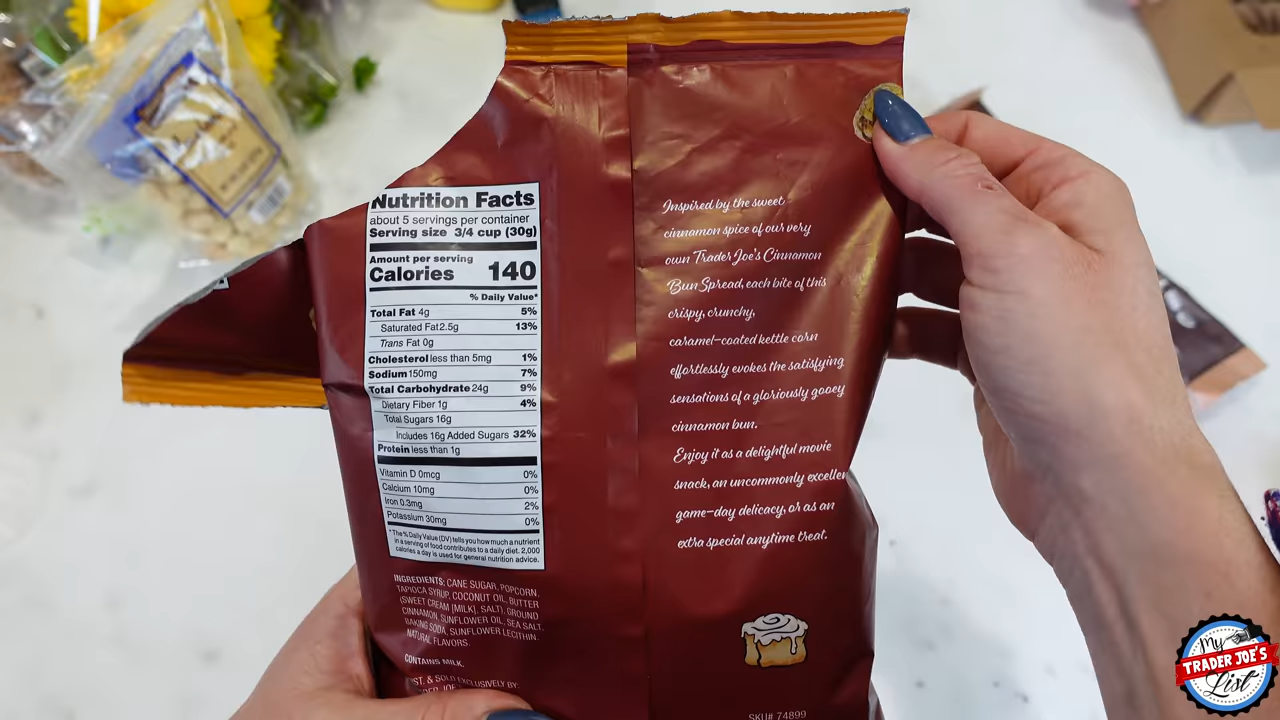 Nutrition Facts
about 5 servings per container
Serving size 3/4 cup (30g)
Amount per serving
Calories 140
% Daily Value*
Total Fat 4g 5%
Saturated Fat 2.5g 13%
Trans Fat 0g
Cholesterol less than 5mg 1%
Sodium 150mg 7%
Total Carbohydrate 24g 9%
Dietary Fiber 1g 4%
Total Sugars 16g
Includes 16g Added Sugars 32%
Protein less than 1g
Vitamin D 0mcg 0%
Calcium 10mg 0%
Iron 0.3mg 2%
Potassium 30mg 0%
*The % Daily Value (DV) tells you how much a nutrient
in a serving of food contributes to a daily diet. 2,000
calories a day is used for general nutrition advice.
INGREDIENTS: CANE SUGAR, POPCORN,
TAPIOCA SYRUP, COCONUT OIL, BUTTER
(SWEET CREAM [MILK], SALT), GROUND
CINNAMON, SUNFLOWER OIL, SEA SALT,
BAKING SODA, SUNFLOWER LECITHIN,
NATURAL FLAVORS.
CONTAINS MILK.
ST. & SOLD EXCLUSIVELY BY:
Inspired by the sweet
cinnamon spice of our very
own Trader Joe's Cinnamon
Bun Spread, each bite of this
crispy, crunchy,
caramel-coated kettle corn
effortlessly evokes the satisfying
sensations of a gloriously gooey
cinnamon bun.
Enjoy it as a delightful movie
snack, an uncommonly excellen
game-day delicacy, or as an
extra special anytime treat.
SKU# 74899
My
TRADER JOE'S
List